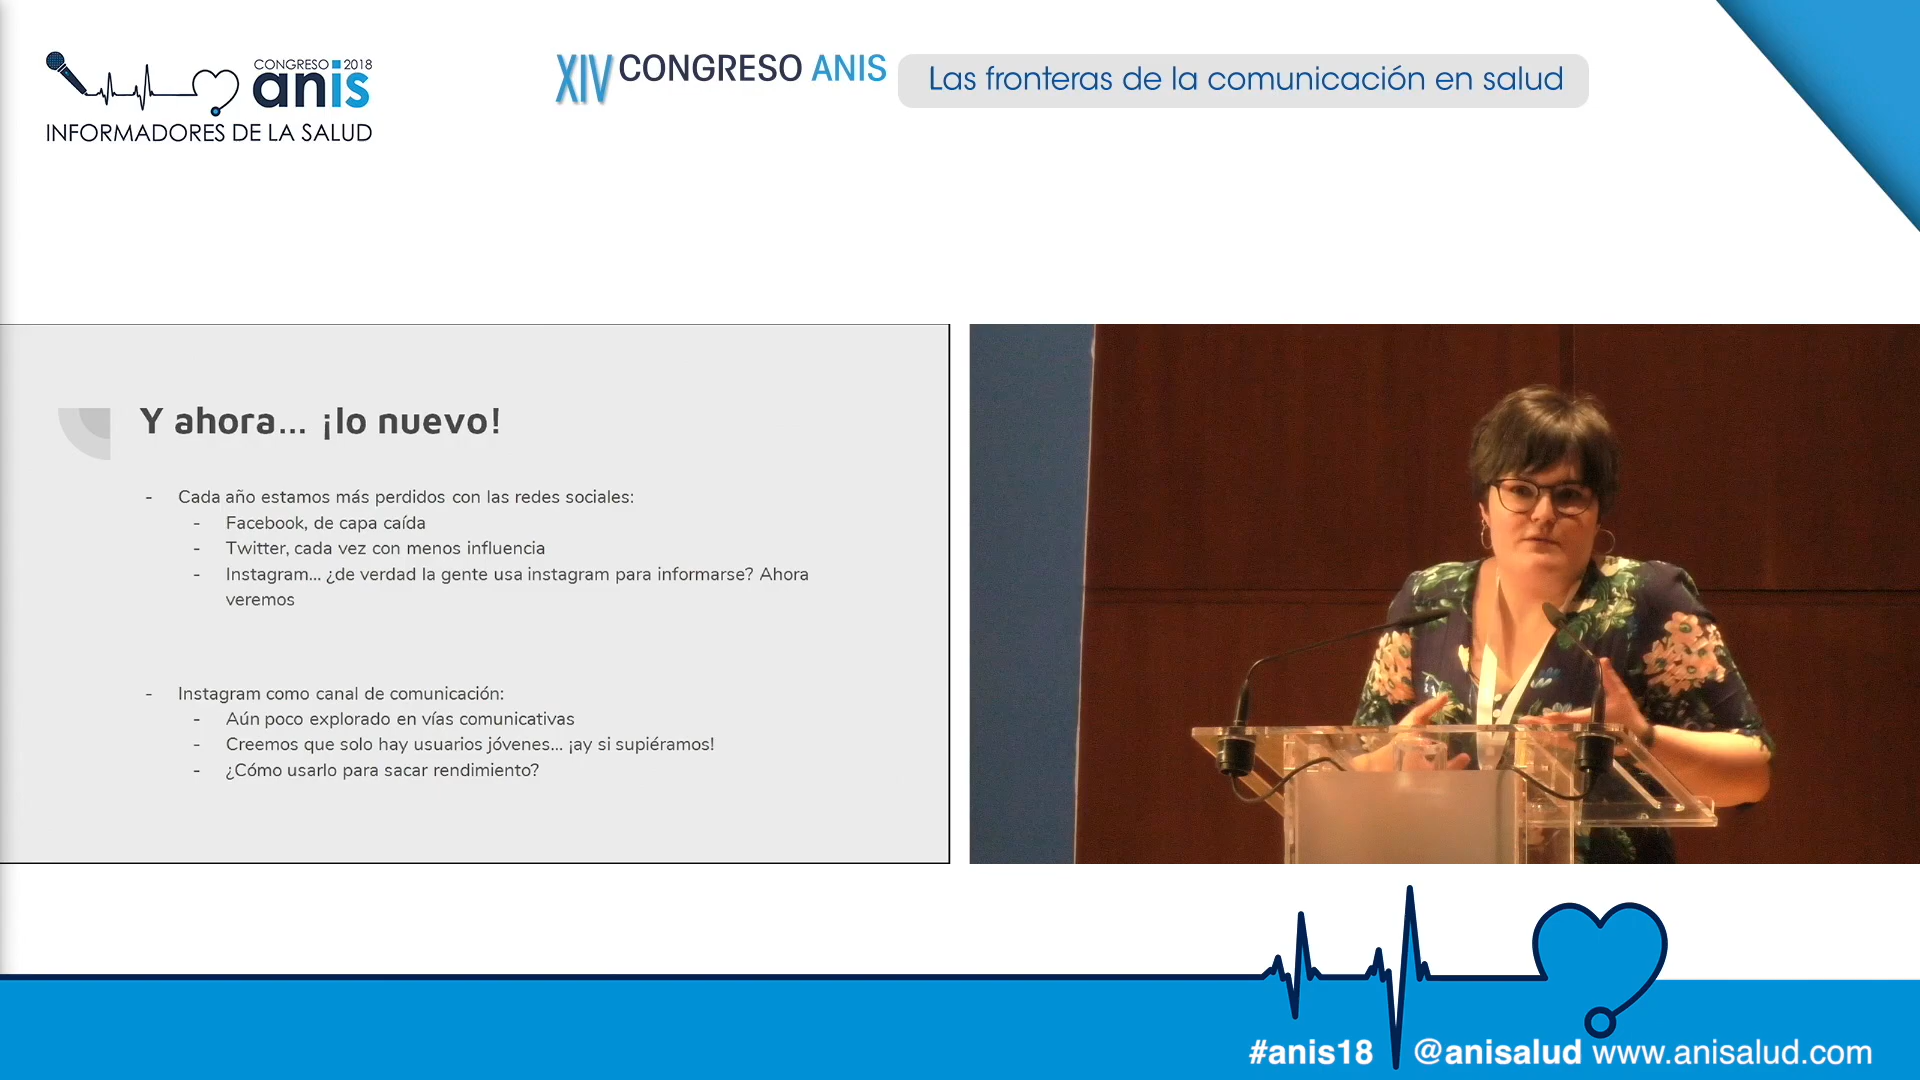 CONGRESO 2018
anis
INFORMADORES DE LA SALUD
XIV CONGRESO ANIS
Las fronteras de la comunicación en salud
Y ahora... ¡lo nuevo!
- Cada año estamos más perdidos con las redes sociales:
- Facebook, de capa caída
- Twitter, cada vez con menos influencia
- Instagram... ¿de verdad la gente usa instagram para informarse? Ahora
veremos
- Instagram como canal de comunicación:
- Aún poco explorado en vías comunicativas
- Creemos que solo hay usuarios jóvenes... ¡ay si supiéramos!
- ¿Cómo usarlo para sacar rendimiento?
#anis18 @anisalud www.anisalud.com